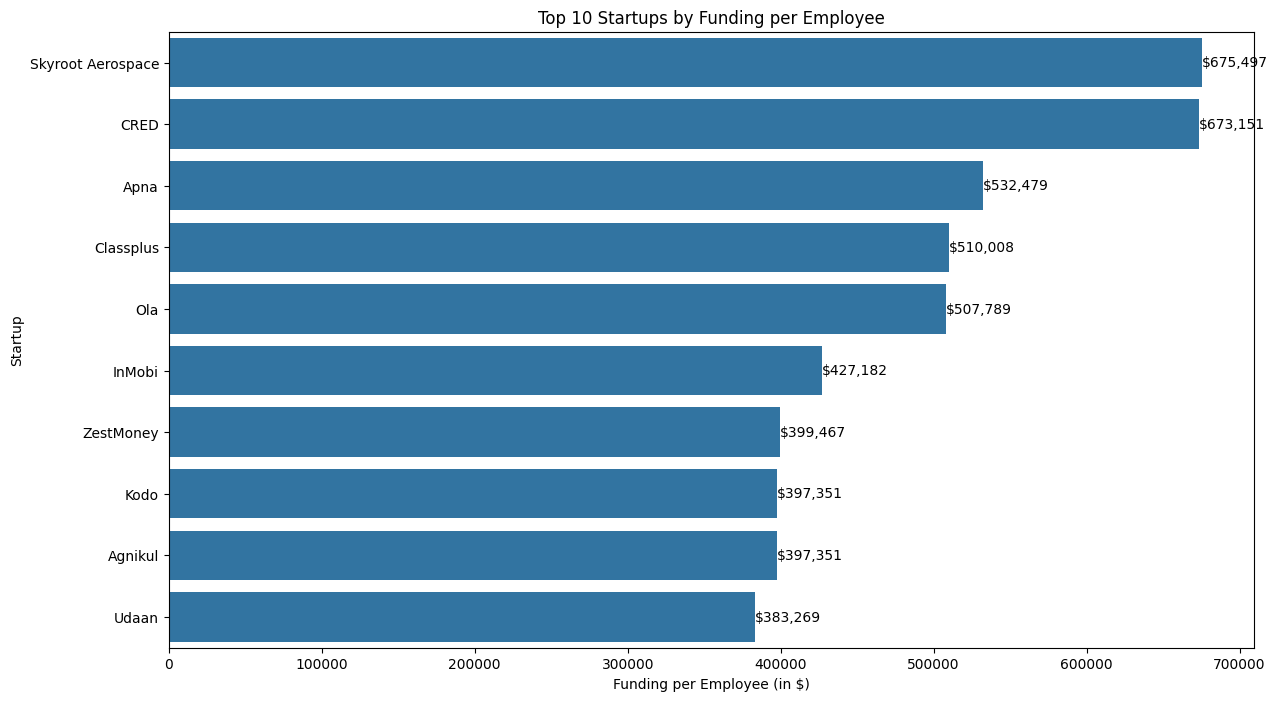 Top 10 Startups by Funding per Employee
Startup
Skyroot Aerospace $675,497
CRED $673,151
Apna $532,479
Classplus $510,008
Ola $507,789
InMobi $427,182
ZestMoney $399,467
Kodo $397,351
Agnikul $397,351
Udaan $383,269
0 100000 200000 300000 400000 500000 600000 700000
Funding per Employee (in $)